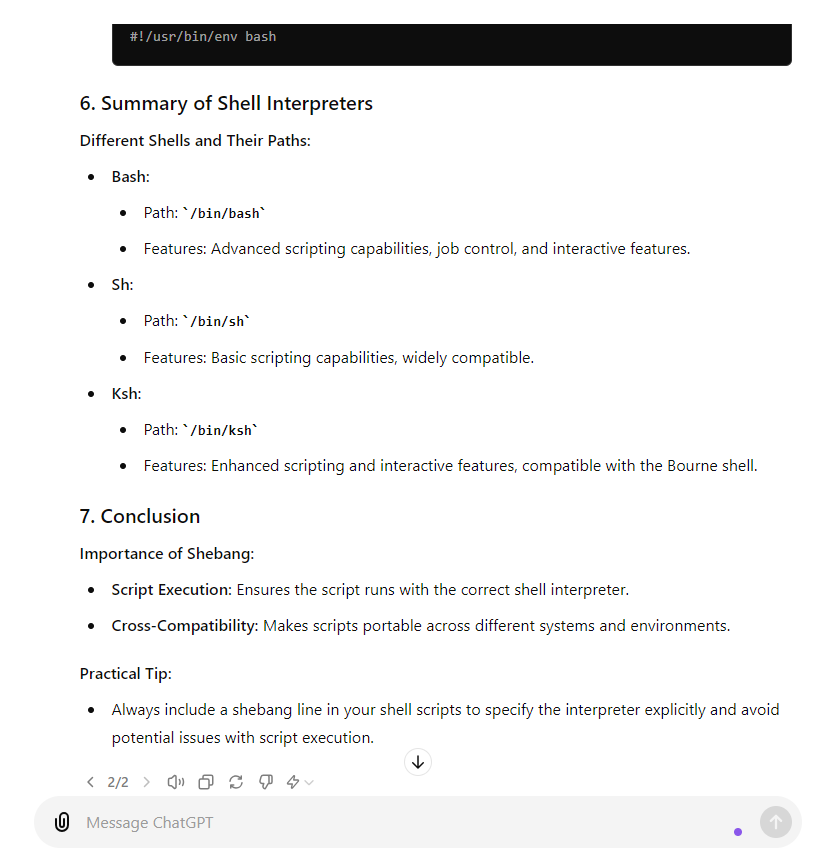 #!/usr/bin/env bash
6. Summary of Shell Interpreters
Different Shells and Their Paths:
Bash:
Path: `/bin/bash`
Features: Advanced scripting capabilities, job control, and interactive features.
Sh:
Path: `/bin/sh`
Features: Basic scripting capabilities, widely compatible.
Ksh:
Path: `/bin/ksh`
Features: Enhanced scripting and interactive features, compatible with the Bourne shell.
7. Conclusion
Importance of Shebang:
Script Execution: Ensures the script runs with the correct shell interpreter.
Cross-Compatibility: Makes scripts portable across different systems and environments.
Practical Tip:
Always include a shebang line in your shell scripts to specify the interpreter explicitly and avoid
potential issues with script execution.
2/2
Message ChatGPT